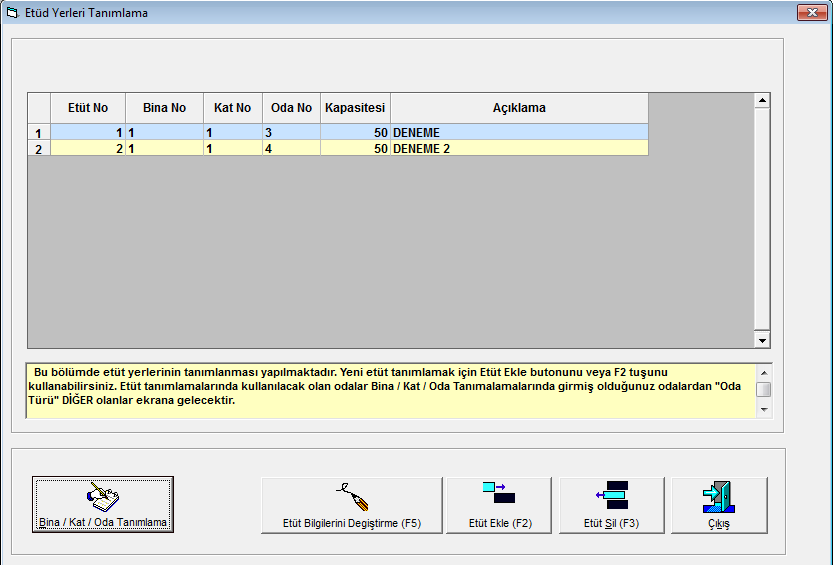 Etüd Yerleri Tanımlama
Etüt No Bina No Kat No Oda No Kapasitesi Açıklama
1 1 1 1 3 50 DENEME
2 2 1 1 4 50 DENEME 2
Bu bölümde etüt yerlerinin tanımlanması yapılmaktadır. Yeni etüt tanımlamak için Etüt Ekle butonunu veya F2 tuşunu
kullanabilirsiniz. Etüt tanımlamalarında kullanılacak olan odalar Bina / Kat / Oda Tanımalamalarında girmiş olduğunuz odalardan "Oda
Türü" DİĞER olanlar ekrana gelecektir.
Bina / Kat / Oda Tanımlama Etüt Bilgilerini Degiştirme (F5) Etüt Ekle (F2) Etüt Sil (F3) Çıkış